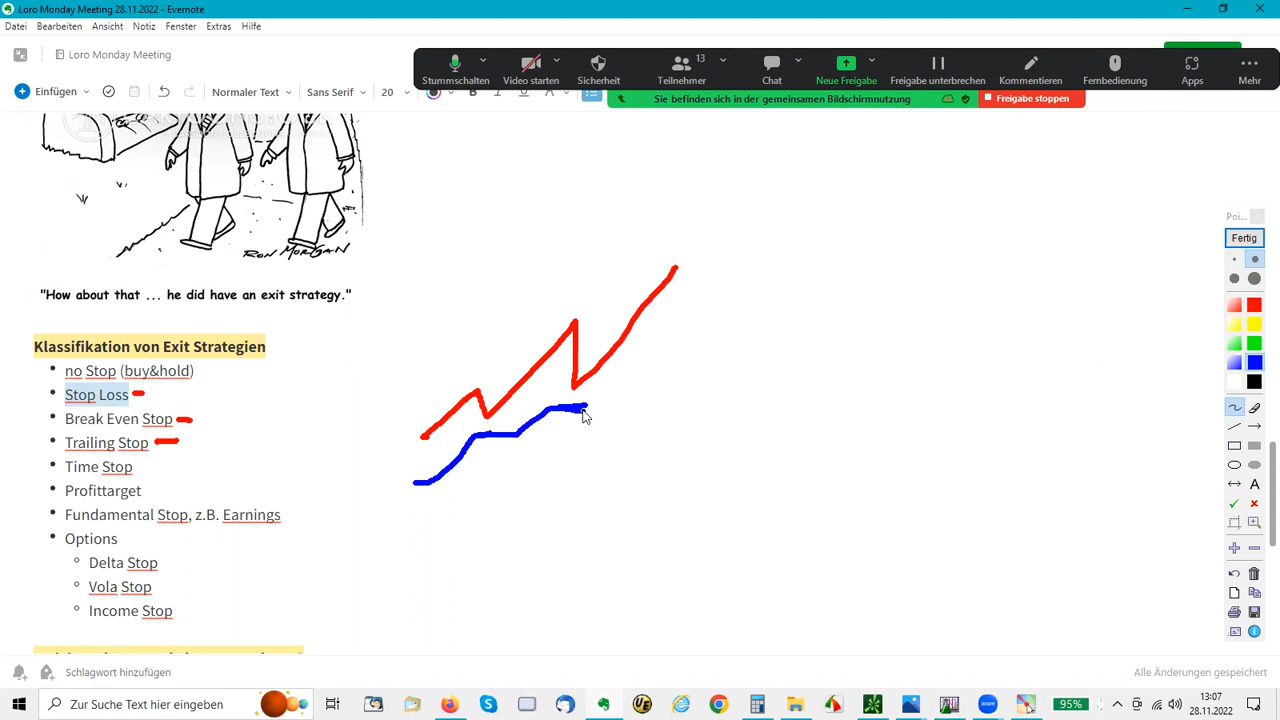 Loro Monday Meeting 28.11.2022 - Evernote
Datei Bearbeiten Ansicht Notiz Fenster Extras Hilfe
Loro Monday Meeting
Stummschalten Video starten Sicherheit Teilnehmer 13 Chat Neue Freigabe Freigabe unterbrechen Kommentieren Fernbedienung Apps Mehr
Einfügen Normaler Text Sans Serif 20
Sie befinden sich in der gemeinsamen Bildschirmnutzung Freigabe stoppen
RON MORGAN
"How about that ... he did have an exit strategy."
Klassifikation von Exit Strategien
no Stop (buy&hold)
Stop Loss
Break Even Stop
Trailing Stop
Time Stop
Profittarget
Fundamental Stop, z.B. Earnings
Options
Delta Stop
Vola Stop
Income Stop
Poi...
Fertig
A
Schlagwort hinzufügen
Alle Änderungen gespeichert
Zur Suche Text hier eingeben
zoom
95%
13:07
28.11.2022